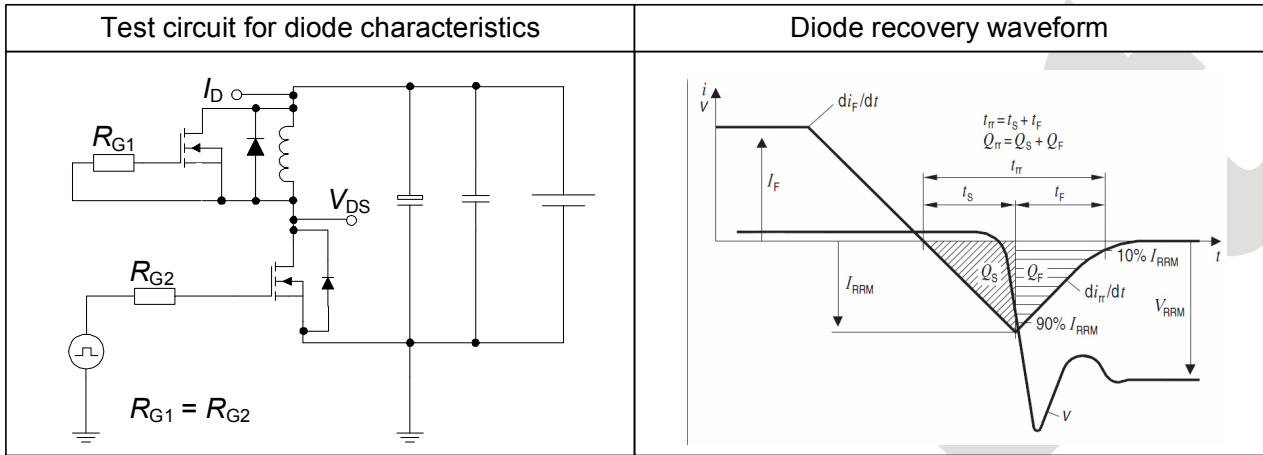 Test circuit for diode characteristics
Diode recovery waveform
I_D
R_G1
V_DS
R_G2
R_G1 = R_G2
i
V
di_F/dt
t_rr = t_S + t_F
Q_rr = Q_S + Q_F
t_rr
t_S
t_F
I_F
t
10% I_RRM
Q_S
Q_F
I_RRM
di_rr/dt
V_RRM
90% I_RRM
V